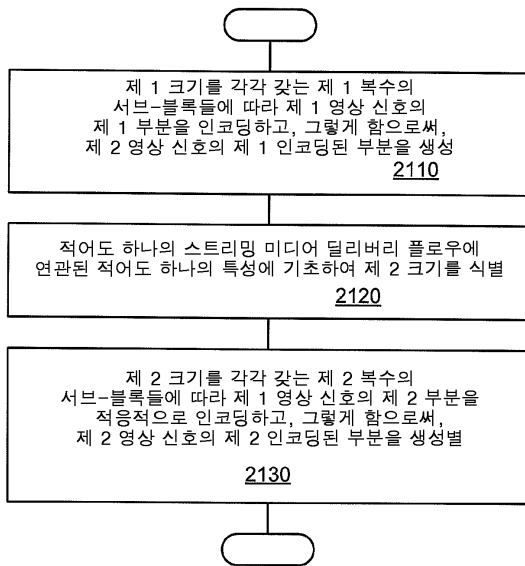 제 1 크기를 각각 갖는 제 1 복수의
서브-블록들에 따라 제 1 영상 신호의
제 1 부분을 인코딩하고, 그렇게 함으로써,
제 2 영상 신호의 제 1 인코딩된 부분을 생성
2110
적어도 하나의 스트리밍 미디어 딜리버리 플로우에
연관된 적어도 하나의 특성에 기초하여 제 2 크기를 식별
2120
제 2 크기를 각각 갖는 제 2 복수의
서브-블록들에 따라 제 1 영상 신호의 제 2 부분을
적응적으로 인코딩하고, 그렇게 함으로써,
제 2 영상 신호의 제 2 인코딩된 부분을 생성별
2130